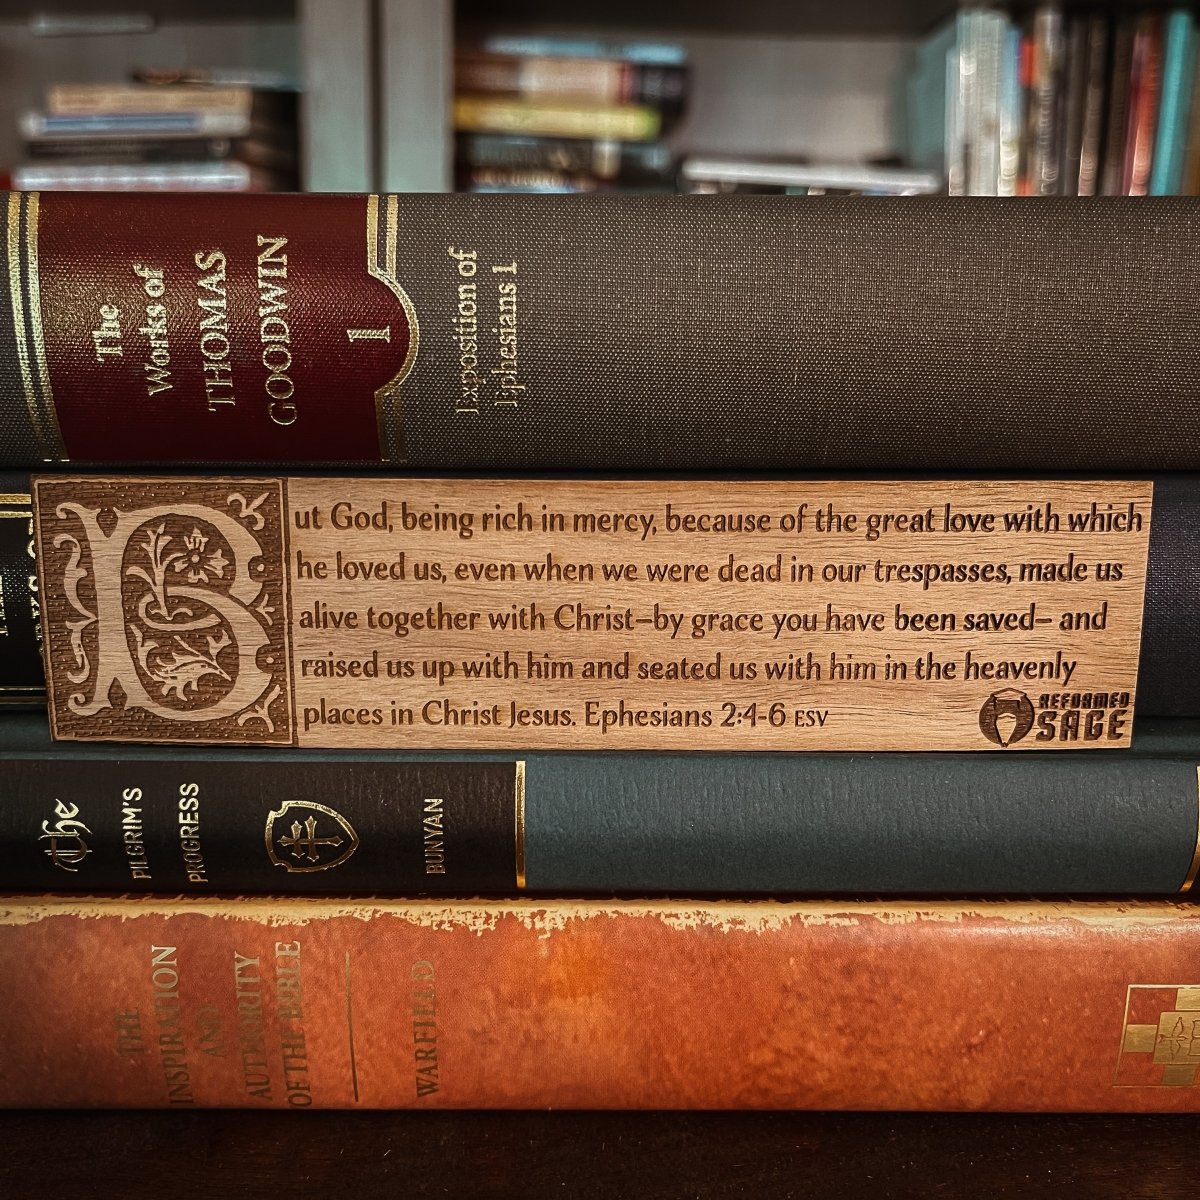 The
Works of
THOMAS
GOODWIN
1
Exposition of
Ephesians 1
But God, being rich in mercy, because of the great love with which
he loved us, even when we were dead in our trespasses, made us
alive together with Christ–by grace you have been saved– and
raised us up with him and seated us with him in the heavenly
places in Christ Jesus. Ephesians 2:4-6 ESV
REFORMED
SAGE
The
PILGRIM'S
PROGRESS
BUNYAN
THE
INSPIRATION
AND
AUTHORITY
OF THE BIBLE
WARFIELD